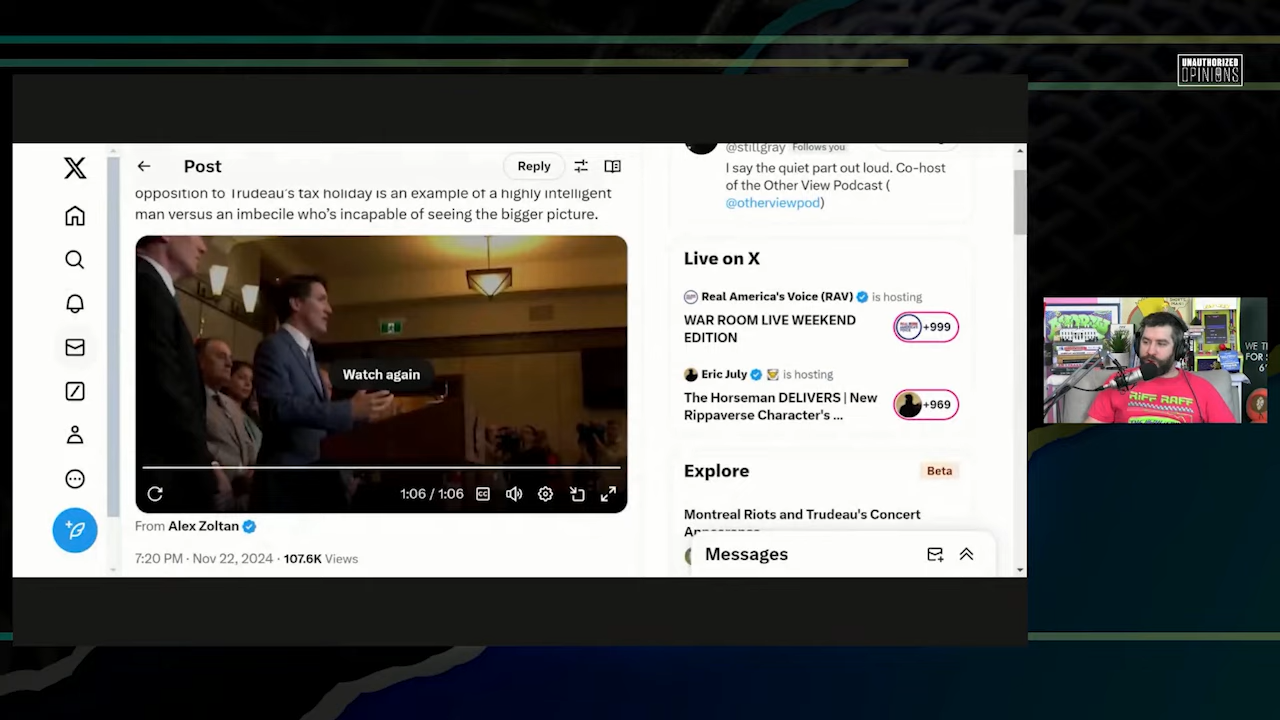 UNAUTHORIZED
OPINIONS
Post
Reply
opposition to Trudeau's tax holiday is an example of a highly intelligent
man versus an imbecile who's incapable of seeing the bigger picture.
Watch again
1:06 / 1:06
CC
From Alex Zoltan
7:20 PM · Nov 22, 2024 · 107.6K Views
@stillgray Follows you
I say the quiet part out loud. Co-host
of the Other View Podcast (
@otherviewpod)
Live on X
Real America's Voice (RAV) is hosting
WAR ROOM LIVE WEEKEND
EDITION
+999
Eric July is hosting
The Horseman DELIVERS | New
Rippaverse Character's ...
+969
Explore
Beta
Montreal Riots and Trudeau's Concert
Appearance
Messages
RIFF RAFF